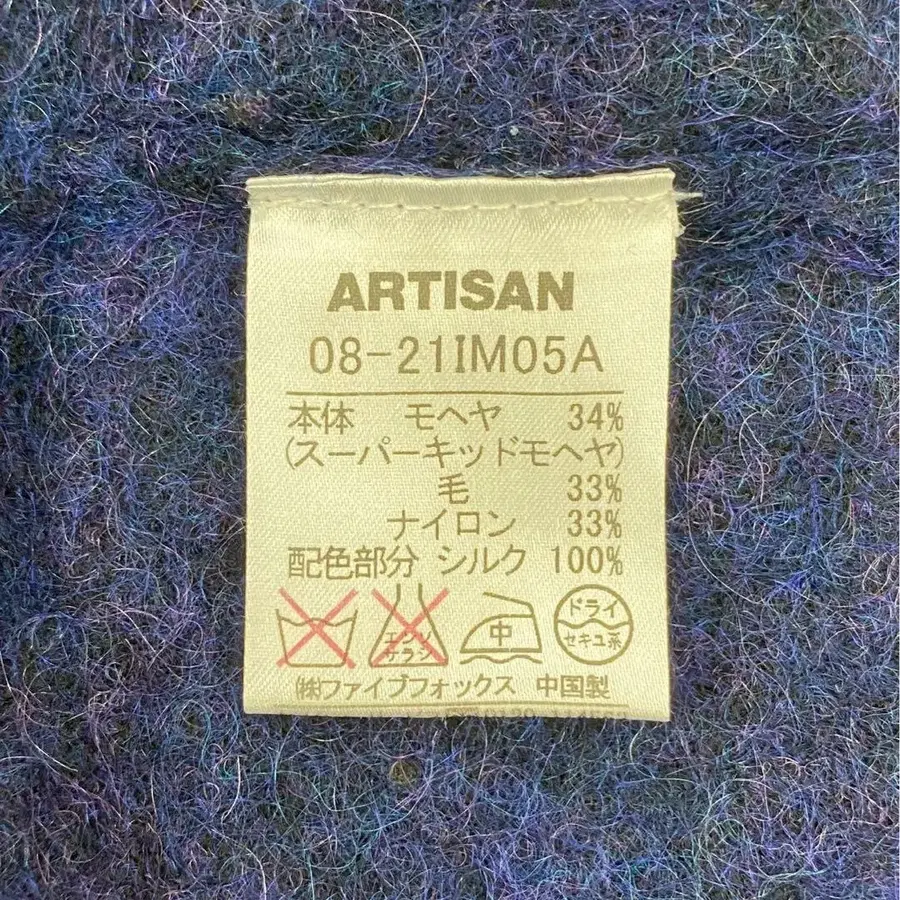 ARTISAN
08-21IM05A
本体 モヘヤ 34%
(スーパーキッドモヘヤ)
毛 33%
ナイロン 33%
配色部分 シルク 100%
エンソ
サラシ
中
ドライ
セキユ系
㈱ファイブフォックス 中国製